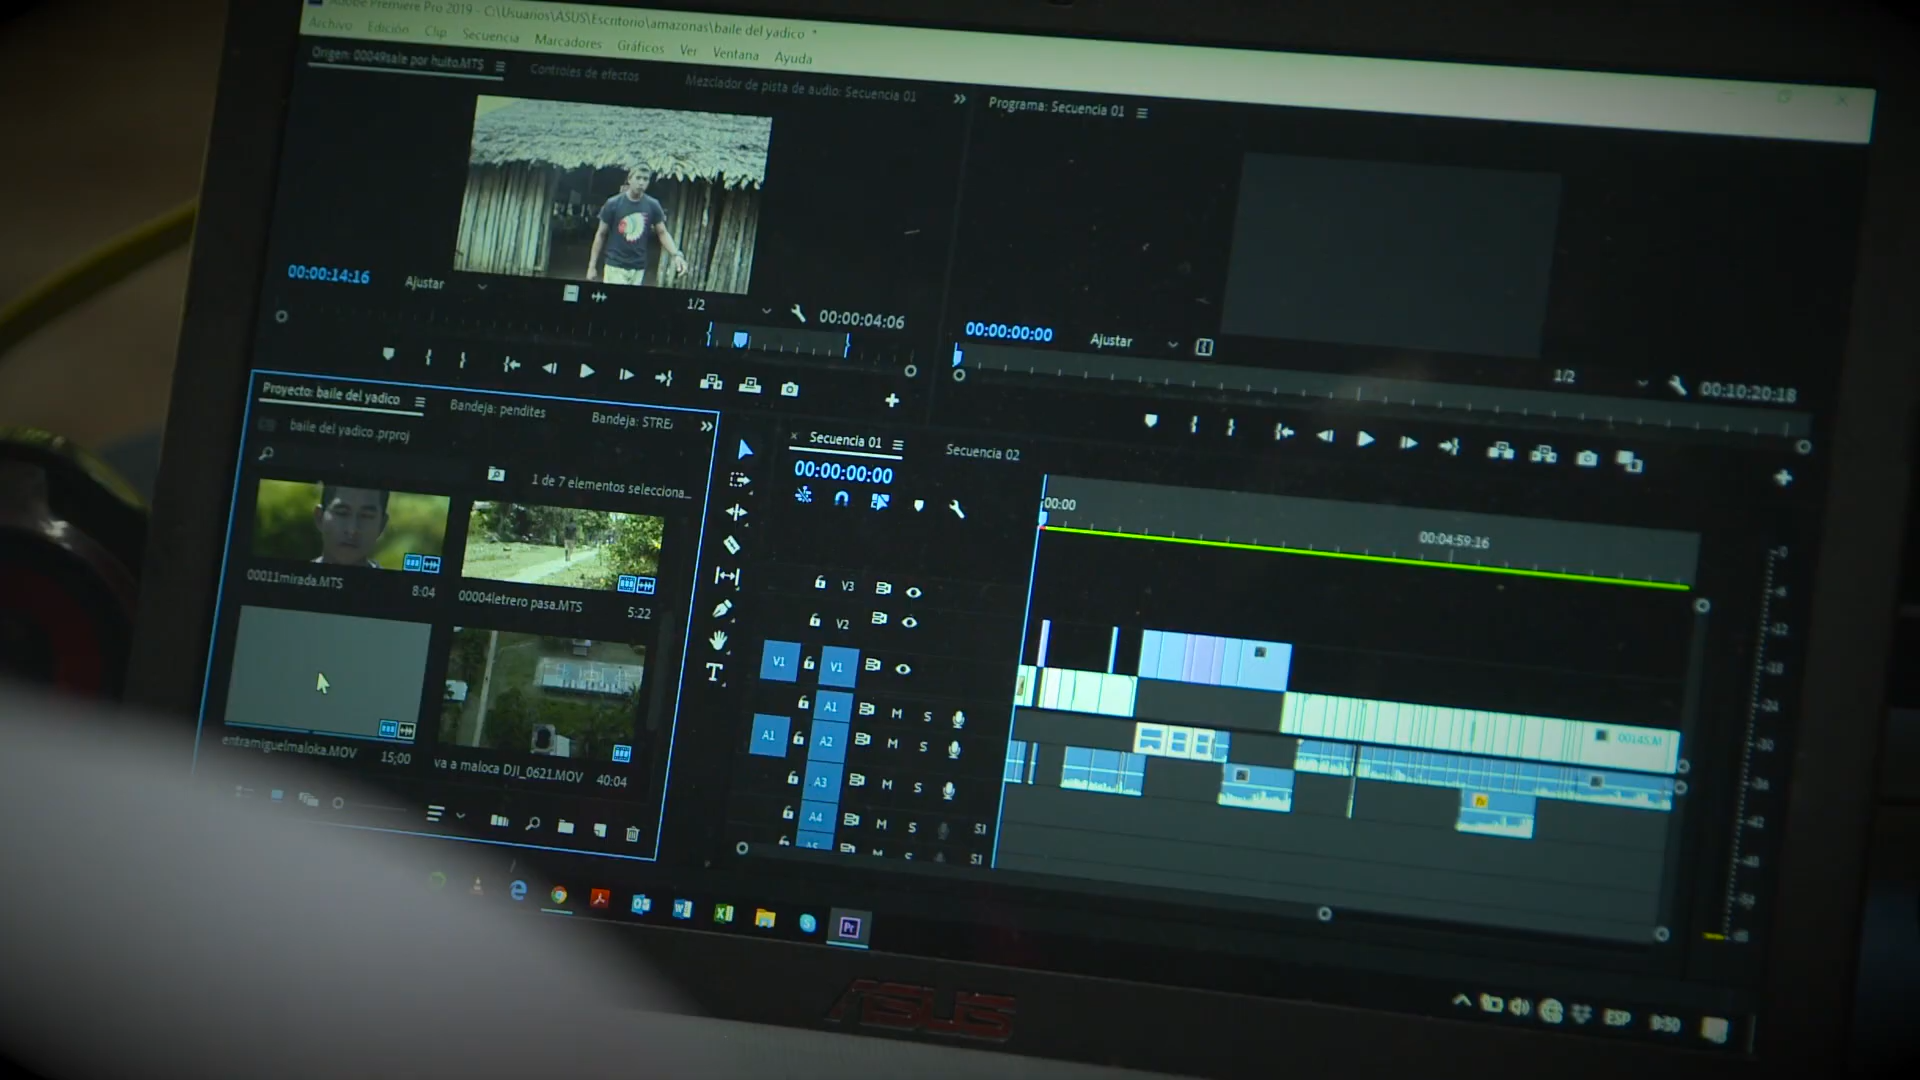 Adobe Premiere Pro 2019 - C:\Usuarios\ASUS\Escritorio\amazonas\baile del yadico *
Archivo Edición Clip Secuencia Marcadores Gráficos Ver Ventana Ayuda
Origen: 00049sale por huito.MTS
Controles de efectos
Mezclador de pista de audio: Secuencia 01
Programa: Secuencia 01
00:00:14:16
Ajustar
1/2
00:00:04:06
00:00:00:00
Ajustar
1/2
00:10:20:18
Proyecto: baile del yadico
Bandeja: pendites
Bandeja: STRE
baile del yadico .prproj
1 de 7 elementos selecciona...
00011mirada.MTS
8:04
00004letrero pasa.MTS
5:22
entramiguelmaloka.MOV
15;00
va a maloca DJI_0621.MOV
40:04
Secuencia 01
Secuencia 02
00:00:00:00
00:00
00:04:59:16
V3
V2
V1 V1
A1 M S
A1 A2 M S
A3 M S
A4 M S
T
Pr
ASUS
ESP